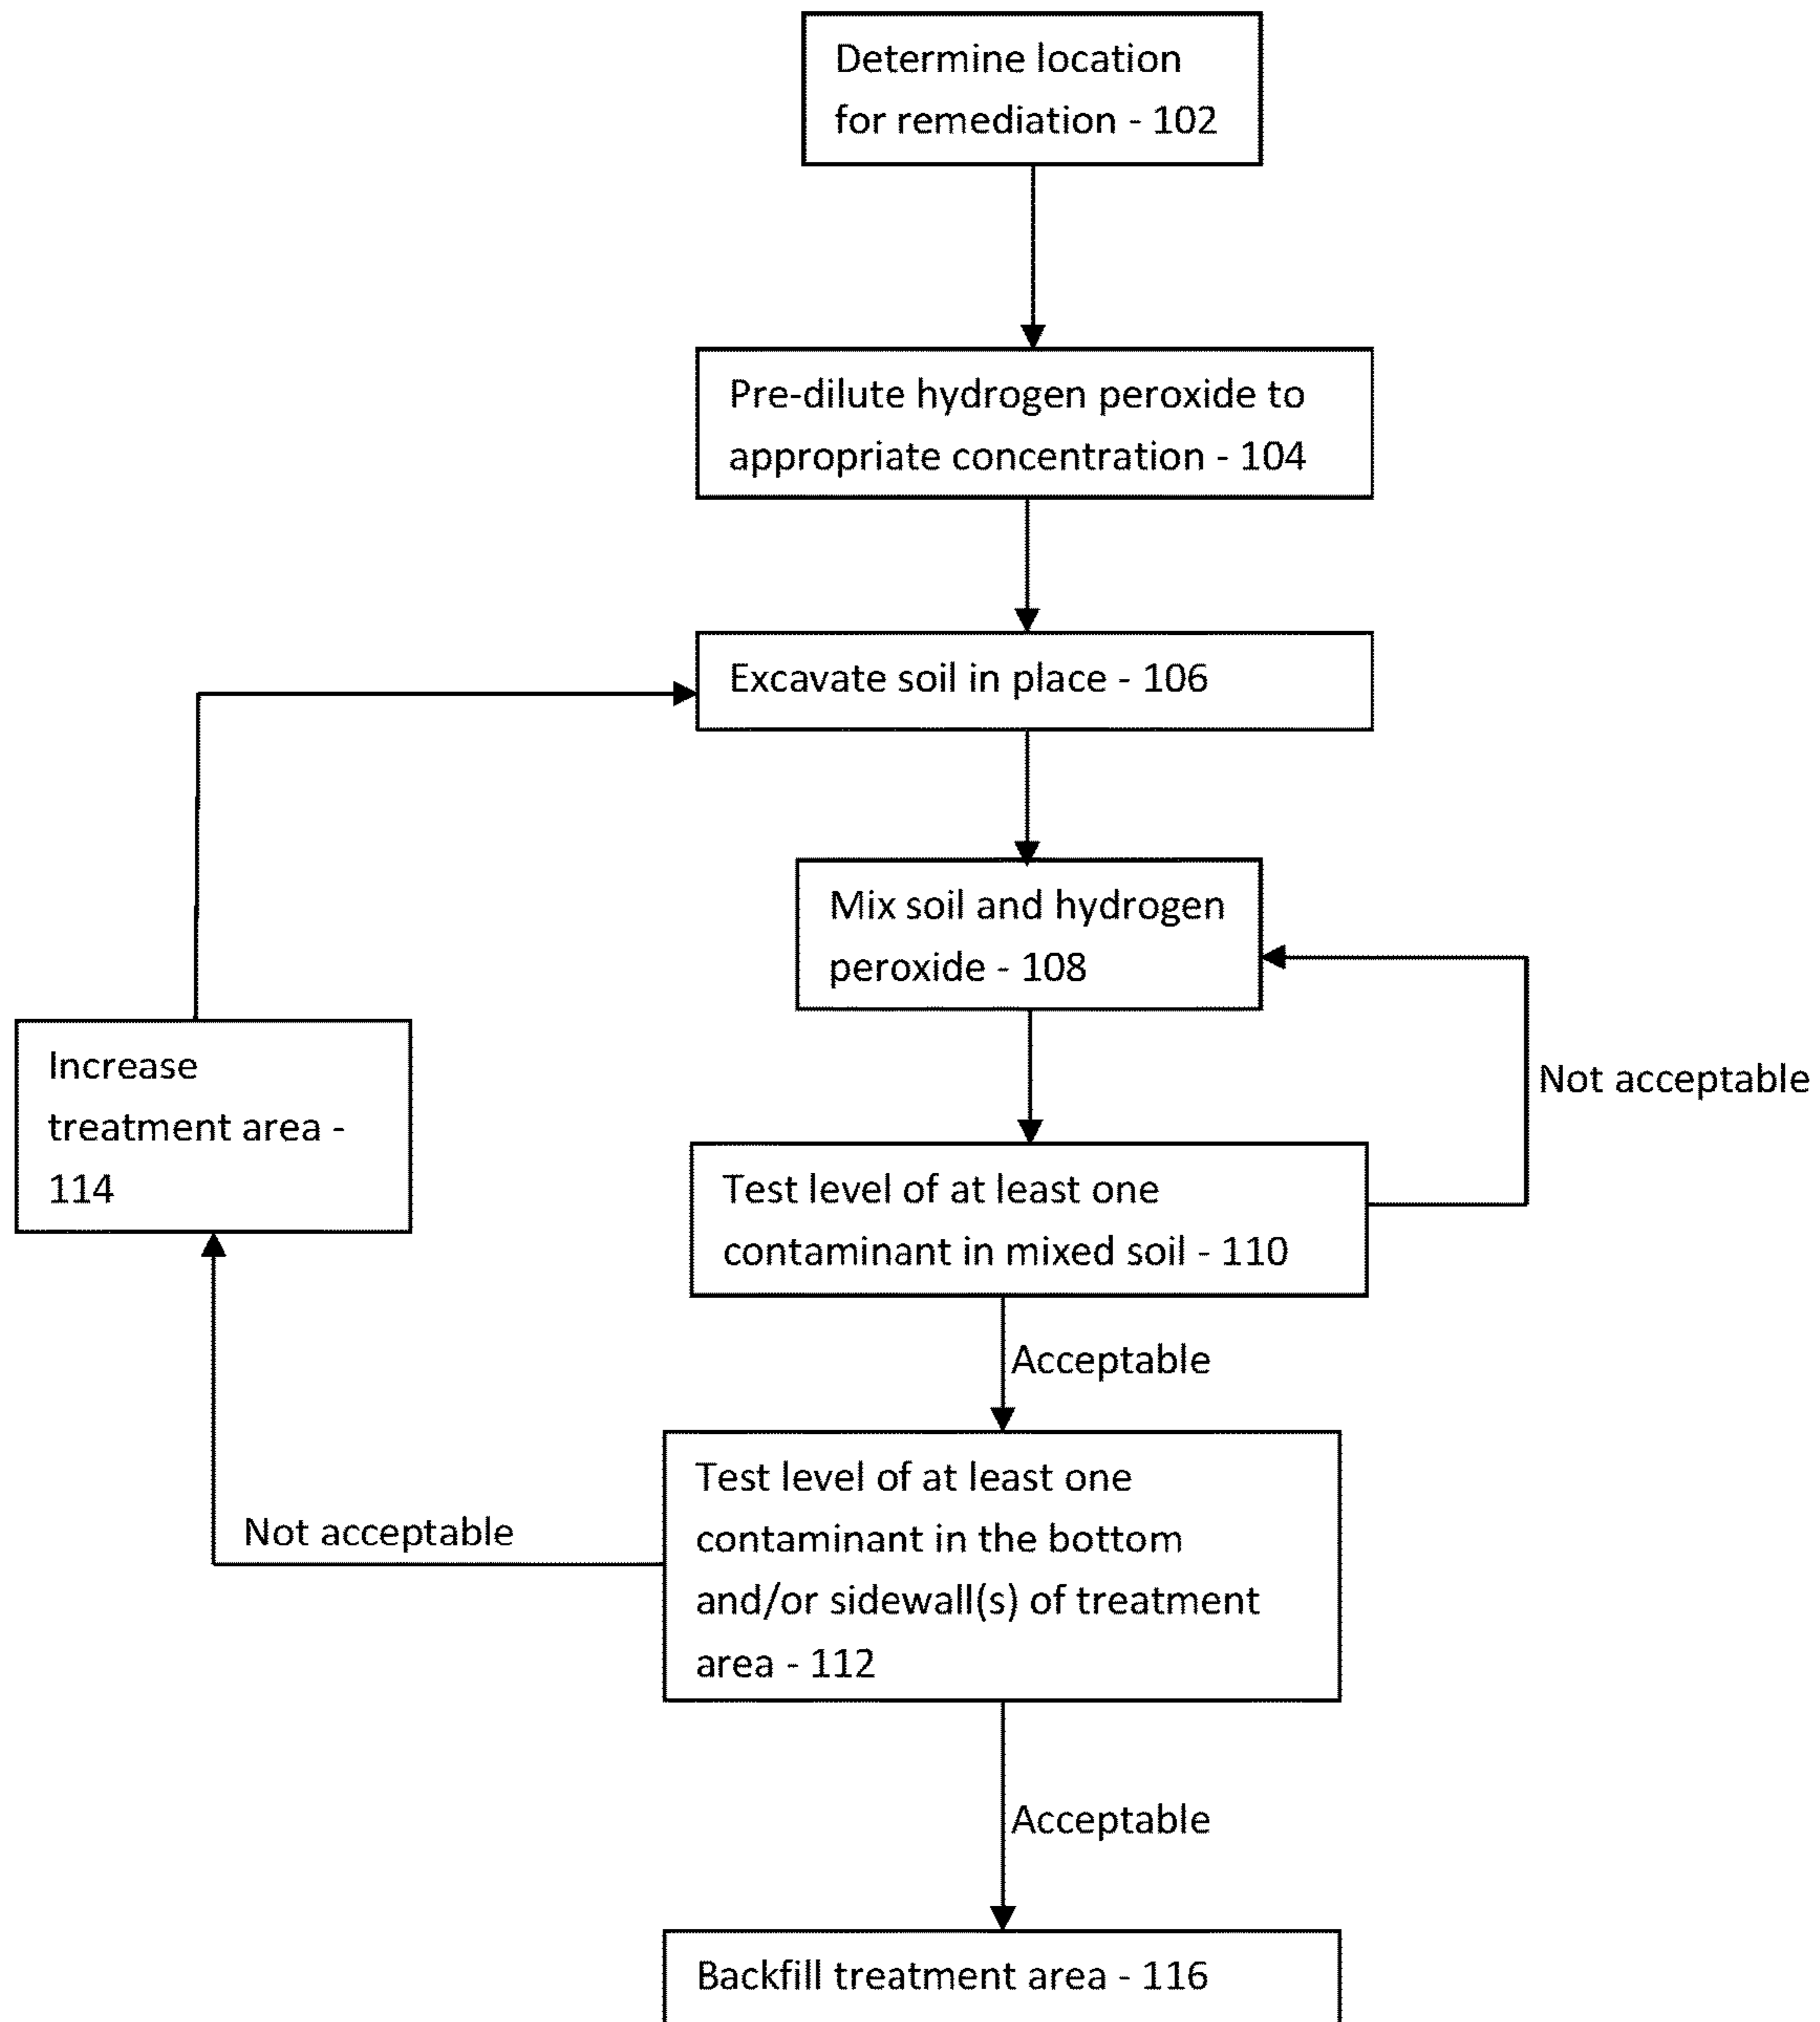 Determine location
for remediation - 102
Pre-dilute hydrogen peroxide to
appropriate concentration - 104
Excavate soil in place - 106
Mix soil and hydrogen
peroxide - 108
Increase
treatment area -
114
Not acceptable
Test level of at least one
contaminant in mixed soil - 110
Acceptable
Test level of at least one
contaminant in the bottom
and/or sidewall(s) of treatment
area - 112
Not acceptable
Acceptable
Backfill treatment area - 116